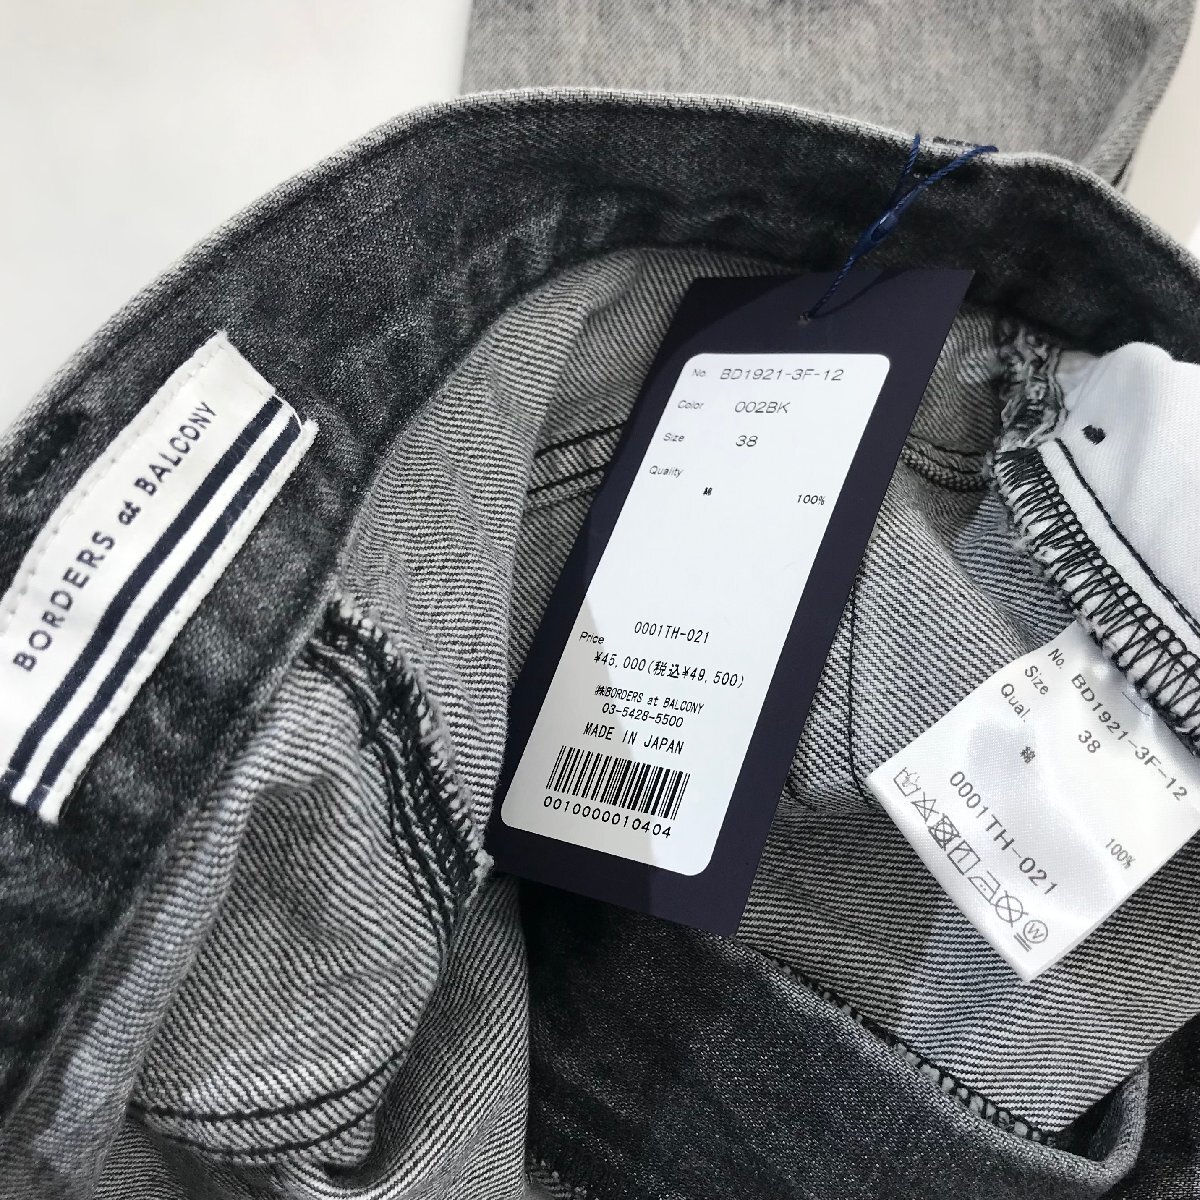 BORDERS at BALCONY
No. BD1921-3F-12
Color 002BK
Size 38
Quality
綿 100%
0001TH-021
Price
¥45,000(税込¥49,500)
㈱BORDERS at BALCONY
03-5428-5500
MADE IN JAPAN
0010000010404
No. BD1921-3F-12
Size 38
Qual. 綿 100%
0001TH-021
W